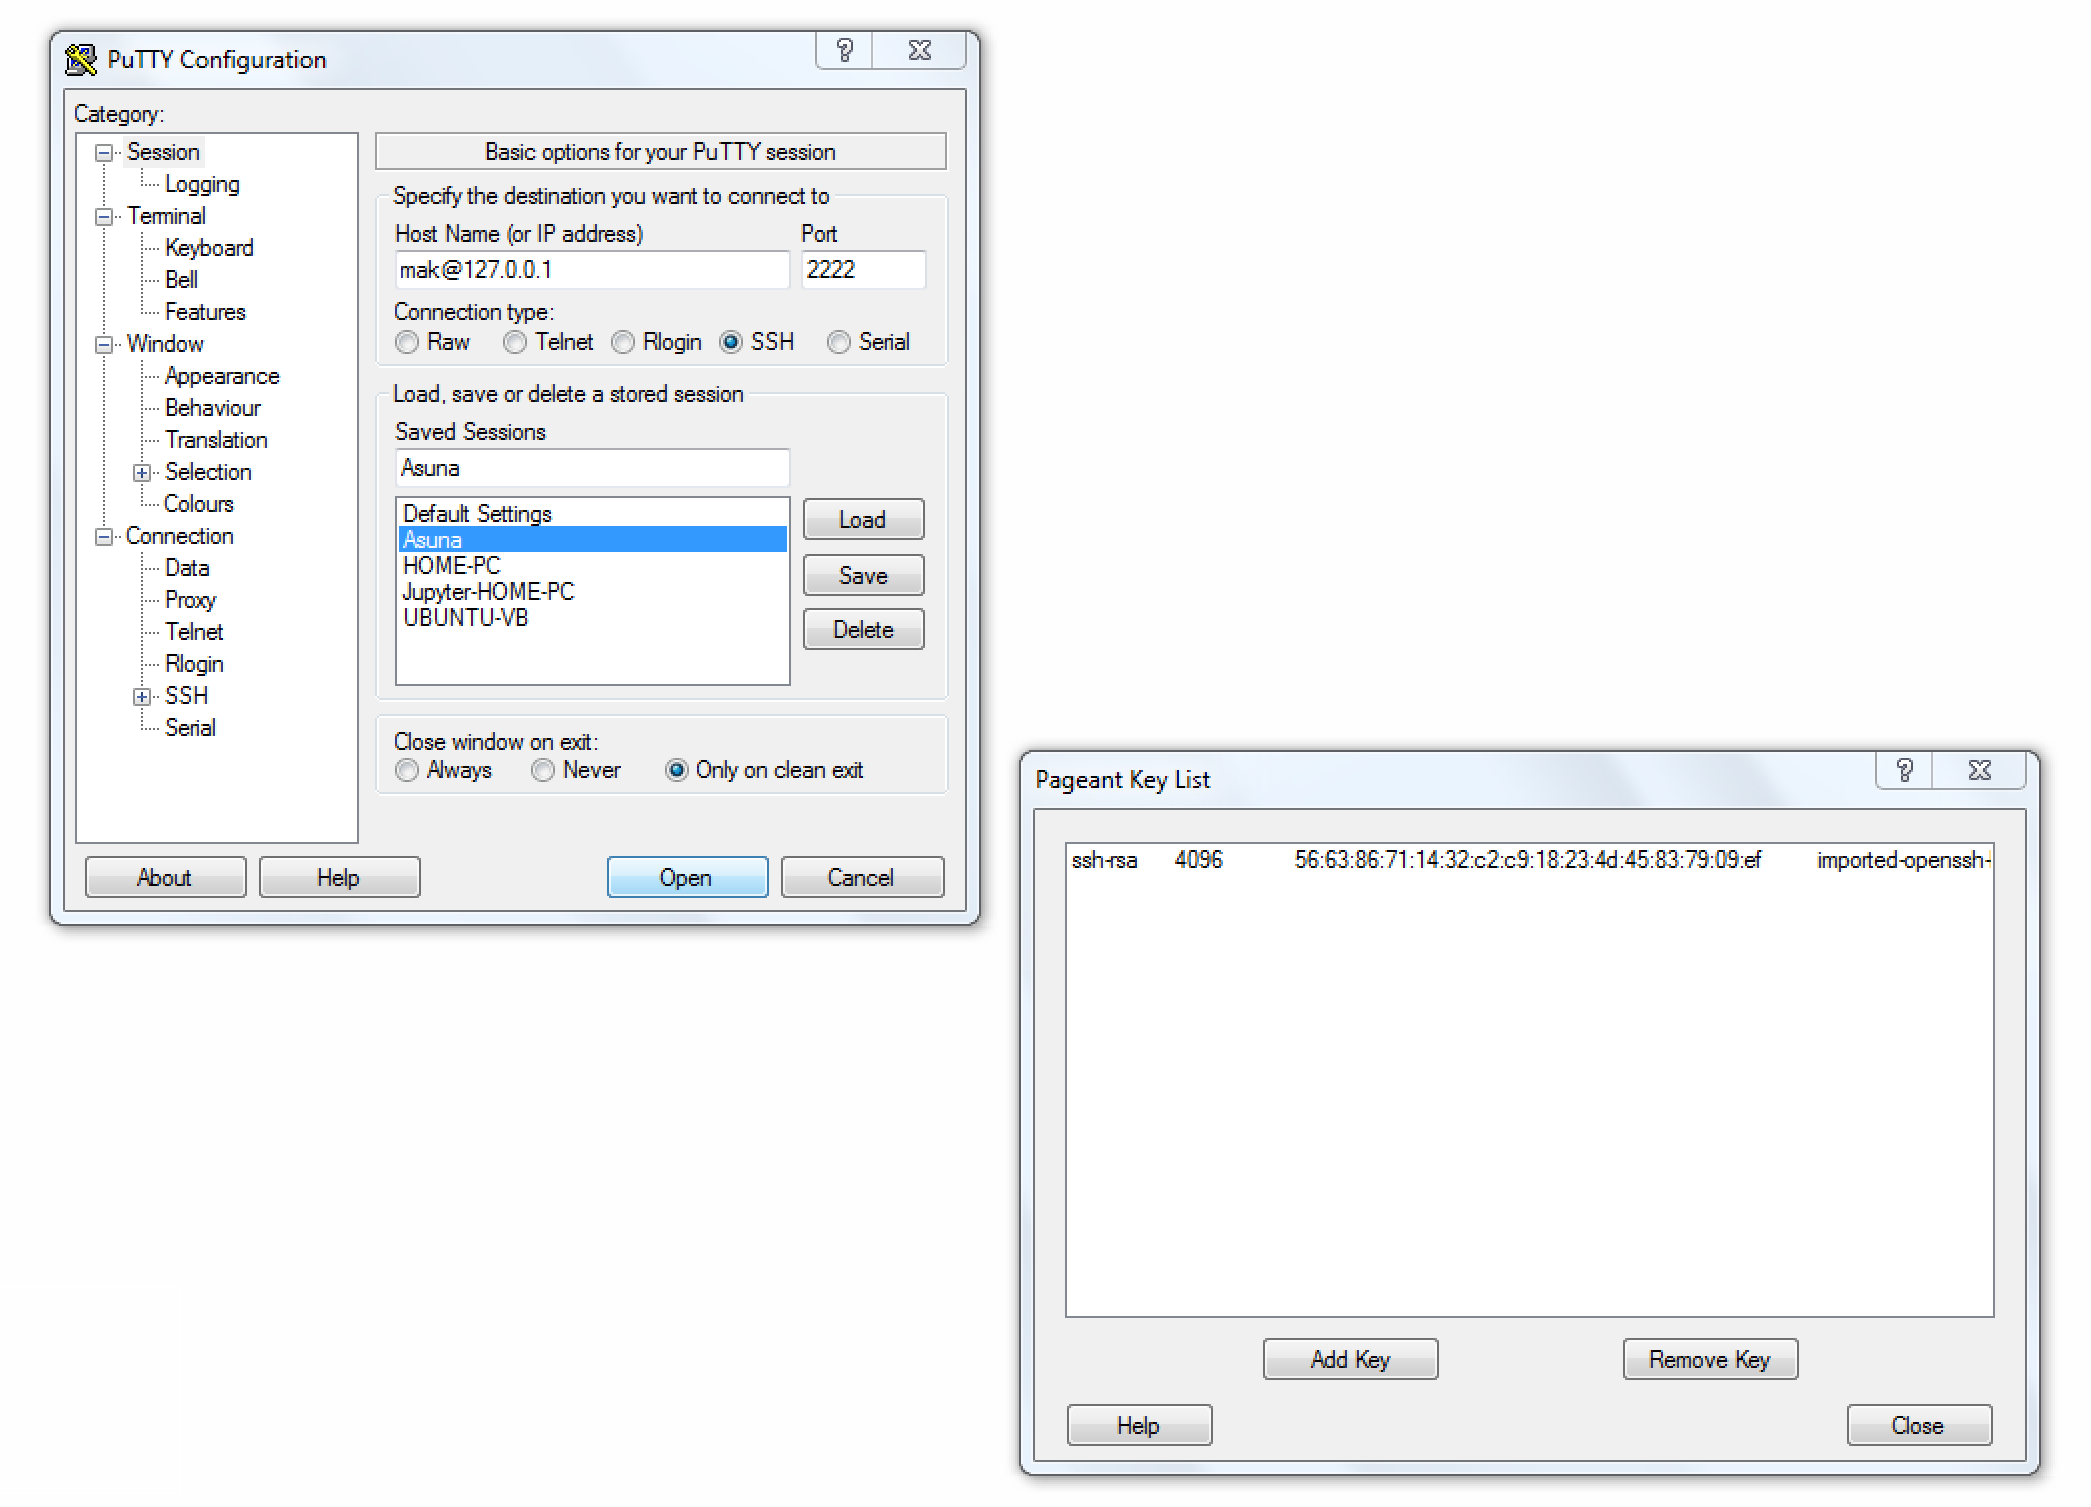 PuTTY Configuration
Category:
Session
Logging
Terminal
Keyboard
Bell
Features
Window
Appearance
Behaviour
Translation
Selection
Colours
Connection
Data
Proxy
Telnet
Rlogin
SSH
Serial
Basic options for your PuTTY session
Specify the destination you want to connect to
Host Name (or IP address) Port
mak@127.0.0.1 2222
Connection type:
Raw Telnet Rlogin SSH Serial
Load, save or delete a stored session
Saved Sessions
Asuna
Default Settings
Asuna
HOME-PC
Jupyter-HOME-PC
UBUNTU-VB
Load
Save
Delete
Close window on exit:
Always Never Only on clean exit
About Help Open Cancel
Pageant Key List
ssh-rsa 4096 56:63:86:71:14:32:c2:c9:18:23:4d:45:83:79:09:ef imported-openssh-
Add Key Remove Key
Help Close